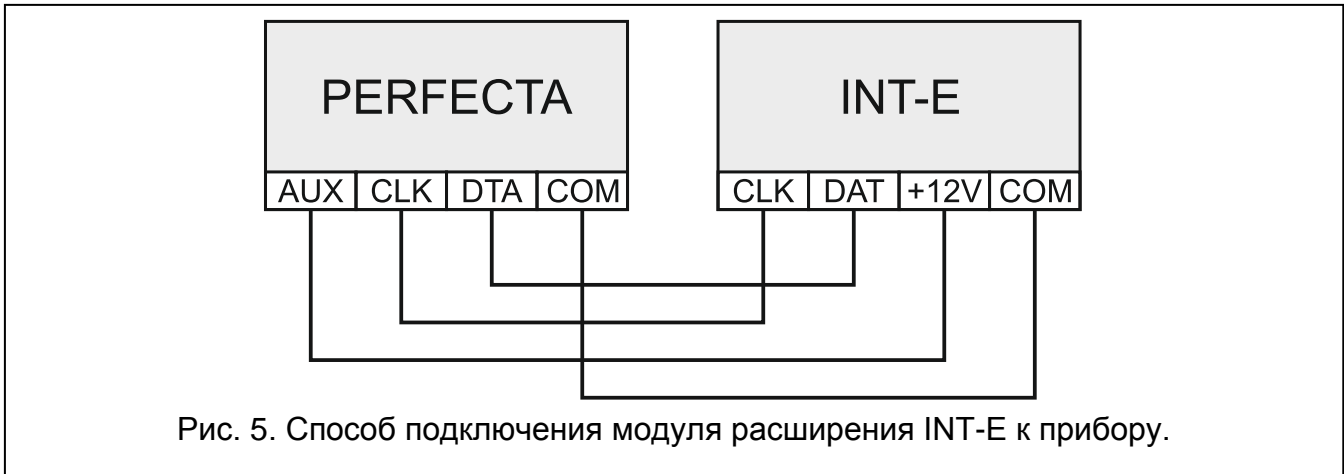 PERFECTA INT-E
AUX CLK DTA COM CLK DAT +12V COM
Рис. 5. Способ подключения модуля расширения INT-E к прибору.